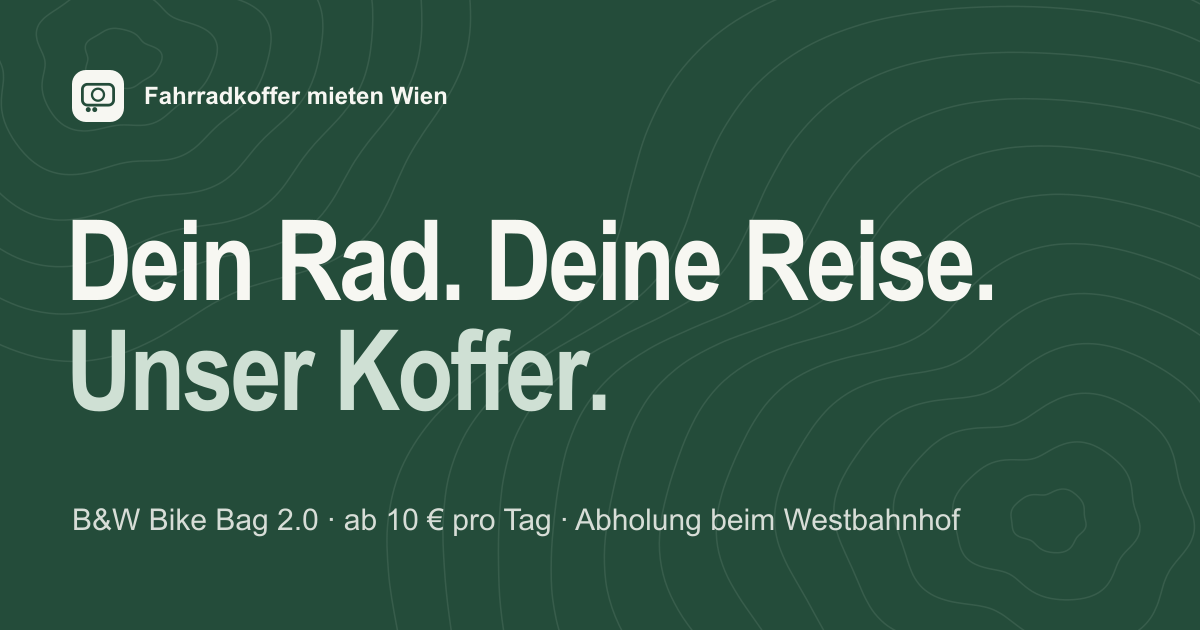 Fahrradkoffer mieten Wien
Dein Rad. Deine Reise.
Unser Koffer.
B&W Bike Bag 2.0 · ab 10 € pro Tag · Abholung beim Westbahnhof